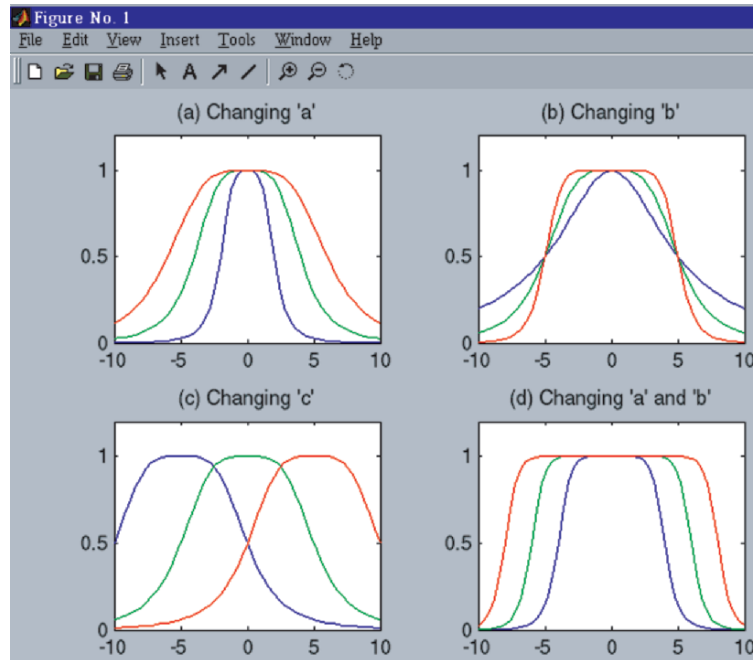 Figure No. 1
File Edit View Insert Tools Window Help
A
(a) Changing 'a'
1
0.5
0
-10 -5 0 5 10
(b) Changing 'b'
1
0.5
0
-10 -5 0 5 10
(c) Changing 'c'
1
0.5
0
-10 -5 0 5 10
(d) Changing 'a' and 'b'
1
0.5
0
-10 -5 0 5 10